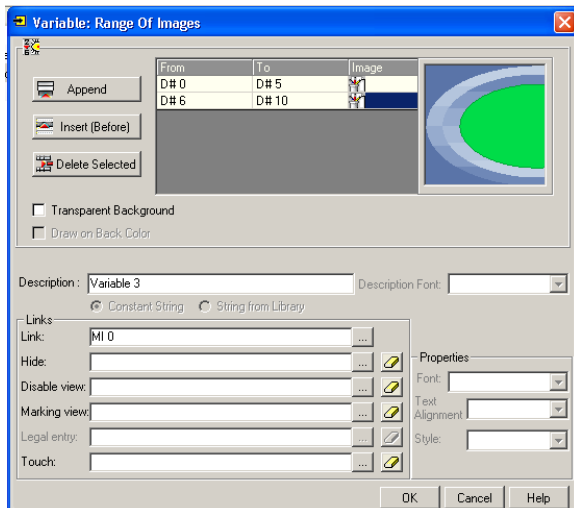 Variable: Range Of Images
From To Image
Append
D# 0 D# 5
D# 6 D# 10
Insert (Before)
Delete Selected
Transparent Background
Draw on Back Color
Description : Variable 3 Description Font:
Constant String String from Library
Links
Link: MI 0 ...
Hide: ...
Disable view: ...
Marking view: ...
Legal entry: ...
Touch: ...
Properties
Font:
Text Alignment
Style:
OK Cancel Help